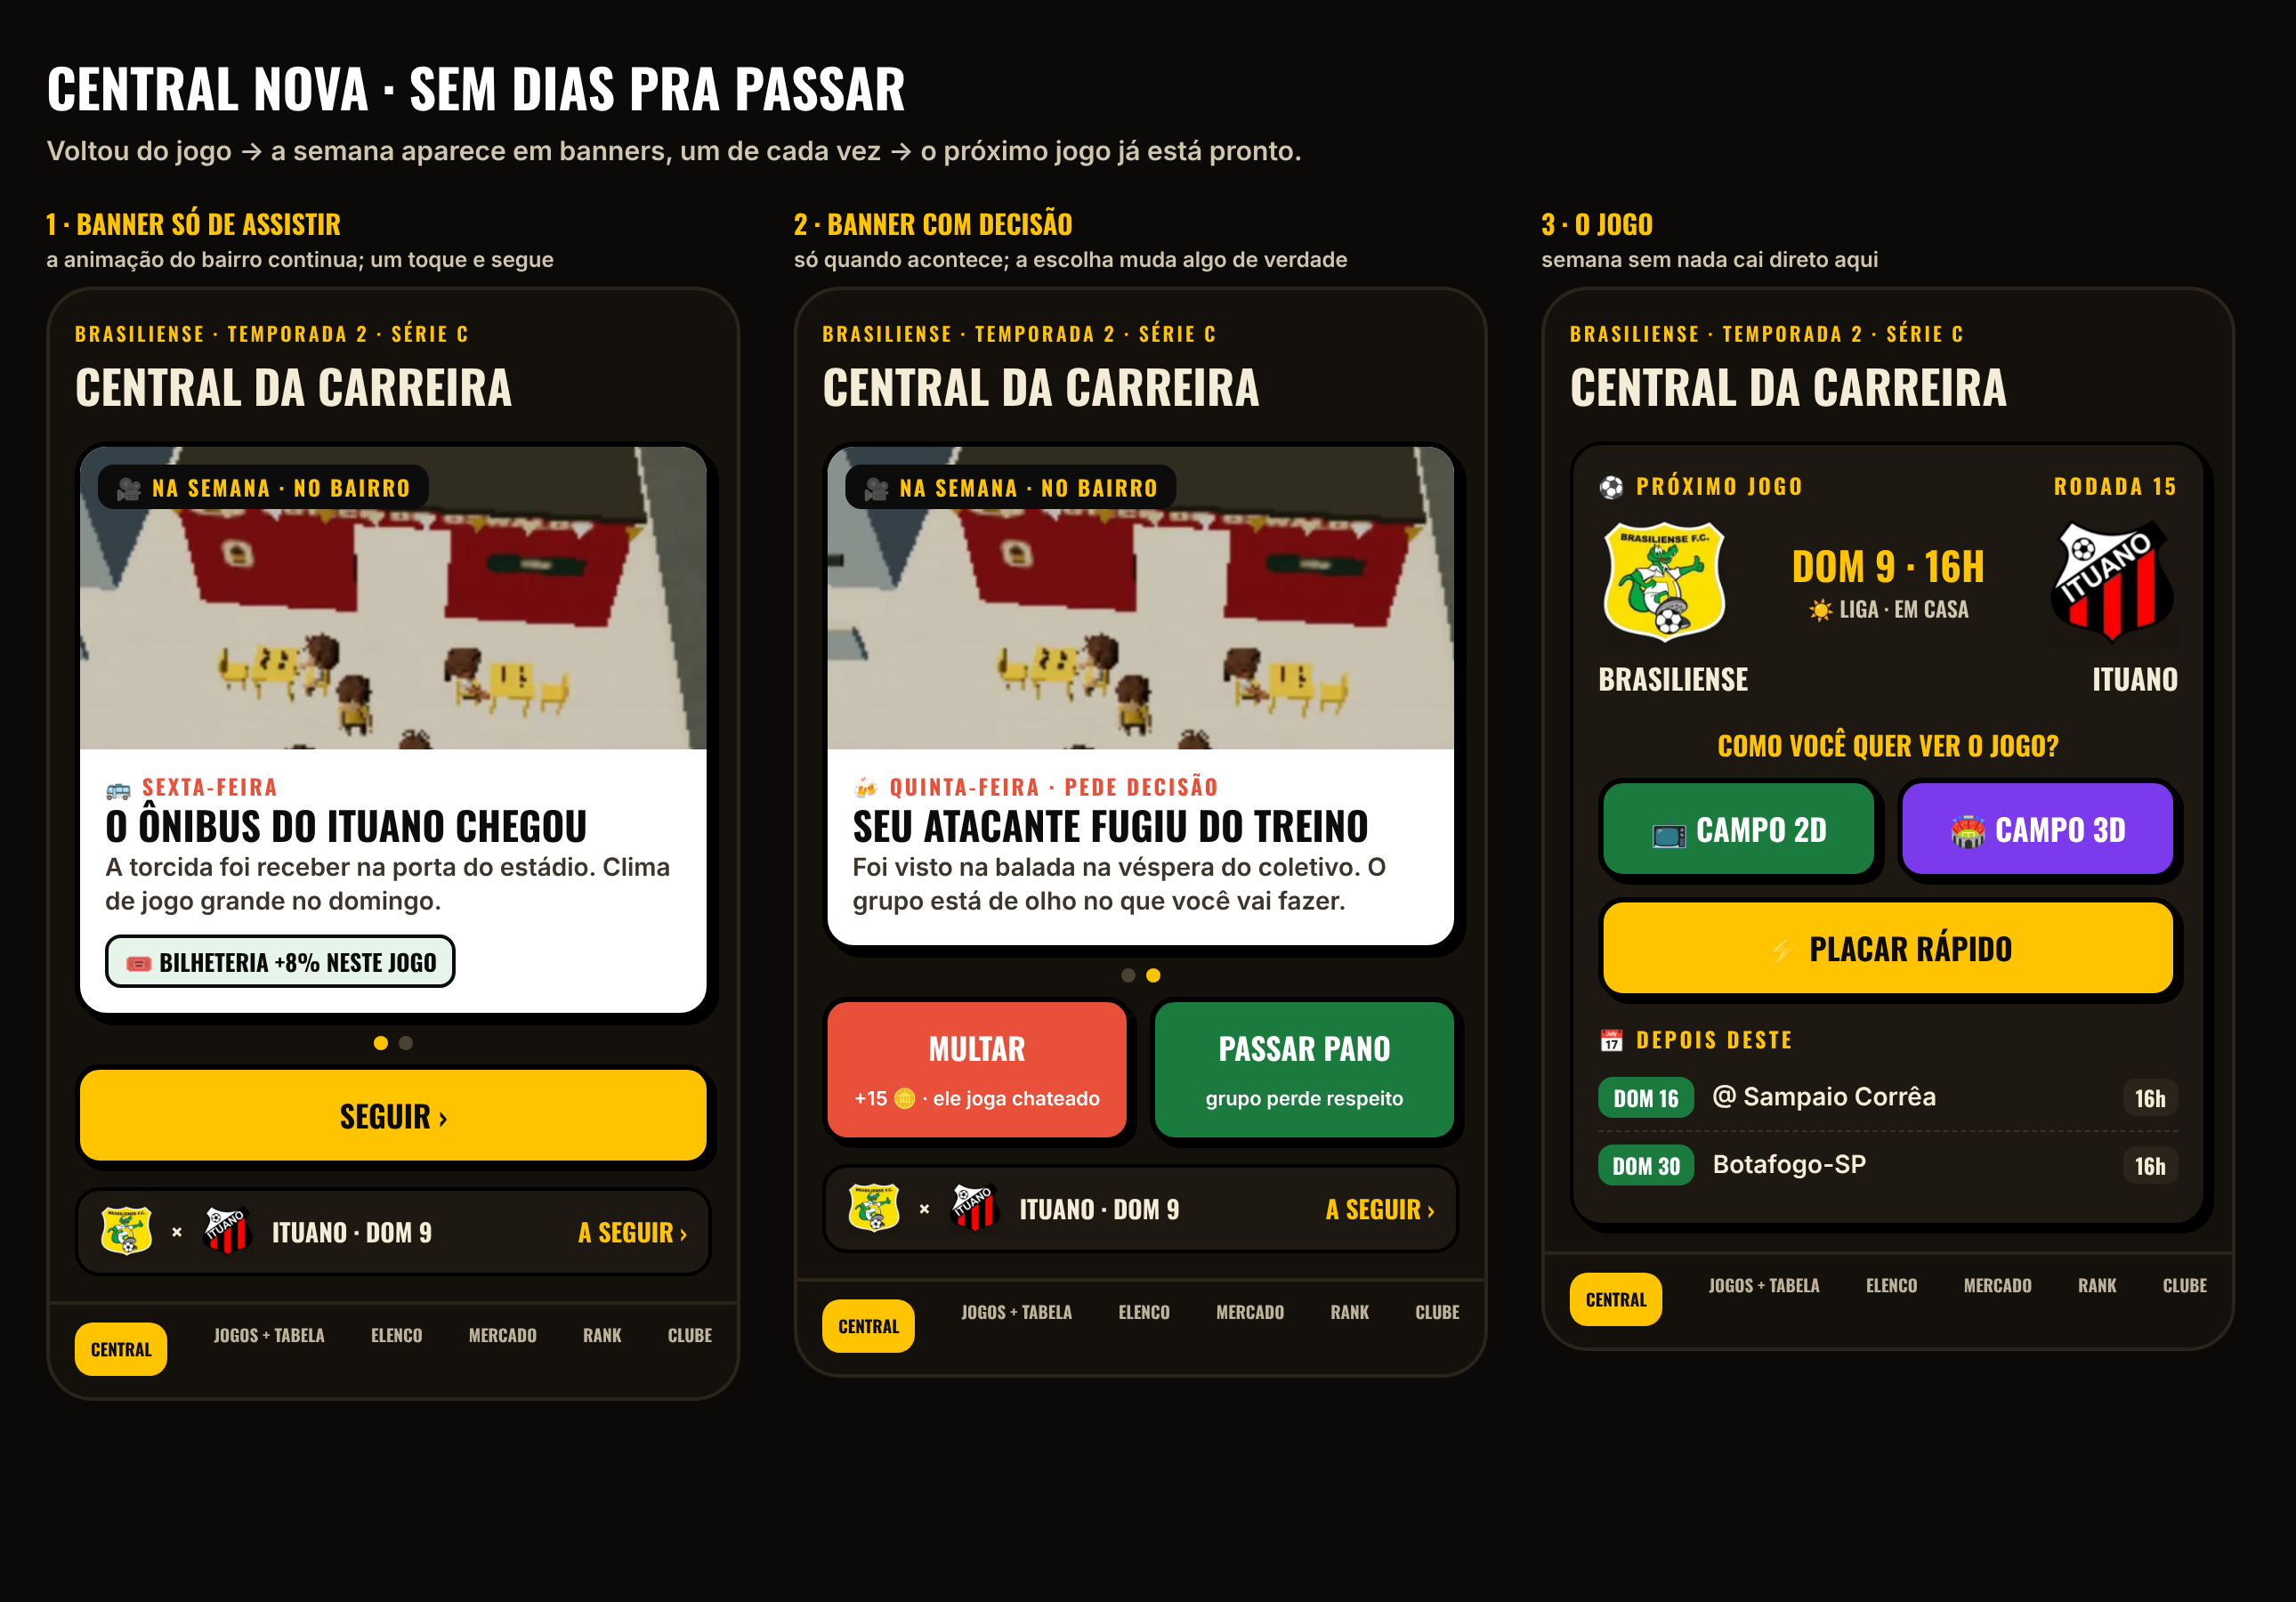 CENTRAL NOVA · SEM DIAS PRA PASSAR
Voltou do jogo → a semana aparece em banners, um de cada vez → o próximo jogo já está pronto.
1 · BANNER SÓ DE ASSISTIR
a animação do bairro continua; um toque e segue
BRASILIENSE · TEMPORADA 2 · SÉRIE C
CENTRAL DA CARREIRA
NA SEMANA · NO BAIRRO
SEXTA-FEIRA
O ÔNIBUS DO ITUANO CHEGOU
A torcida foi receber na porta do estádio. Clima
de jogo grande no domingo.
BILHETERIA +8% NESTE JOGO
SEGUIR ›
× ITUANO · DOM 9 A SEGUIR ›
CENTRAL JOGOS + TABELA ELENCO MERCADO RANK CLUBE
2 · BANNER COM DECISÃO
só quando acontece; a escolha muda algo de verdade
BRASILIENSE · TEMPORADA 2 · SÉRIE C
CENTRAL DA CARREIRA
NA SEMANA · NO BAIRRO
QUINTA-FEIRA · PEDE DECISÃO
SEU ATACANTE FUGIU DO TREINO
Foi visto na balada na véspera do coletivo. O
grupo está de olho no que você vai fazer.
MULTAR
+15 · ele joga chateado
PASSAR PANO
grupo perde respeito
× ITUANO · DOM 9 A SEGUIR ›
CENTRAL JOGOS + TABELA ELENCO MERCADO RANK CLUBE
3 · O JOGO
semana sem nada cai direto aqui
BRASILIENSE · TEMPORADA 2 · SÉRIE C
CENTRAL DA CARREIRA
PRÓXIMO JOGO RODADA 15
BRASILIENSE F.C.
ITUANO
DOM 9 · 16H
LIGA · EM CASA
BRASILIENSE ITUANO
COMO VOCÊ QUER VER O JOGO?
CAMPO 2D CAMPO 3D
PLACAR RÁPIDO
DEPOIS DESTE
DOM 16 @ Sampaio Corrêa 16h
DOM 30 Botafogo-SP 16h
CENTRAL JOGOS + TABELA ELENCO MERCADO RANK CLUBE